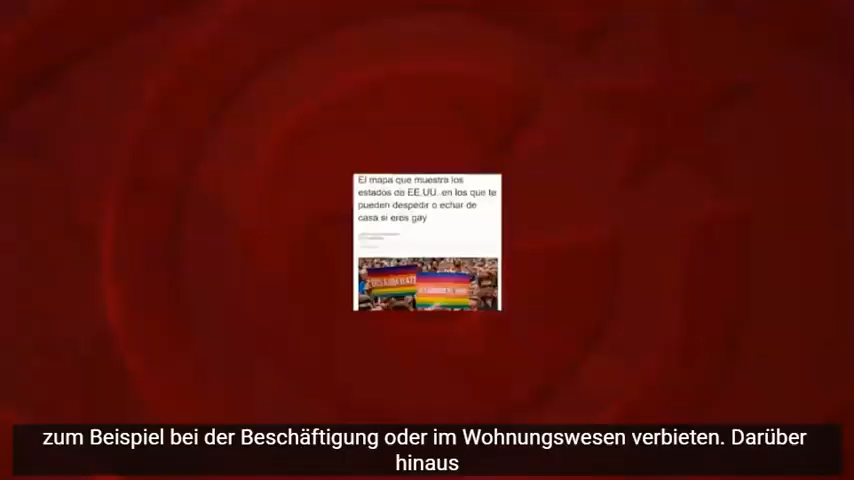 El mapa que muestra los
estados de EE.UU. en los que te
pueden despedir o echar de
casa si eres gay
zum Beispiel bei der Beschäftigung oder im Wohnungswesen verbieten. Darüber
hinaus